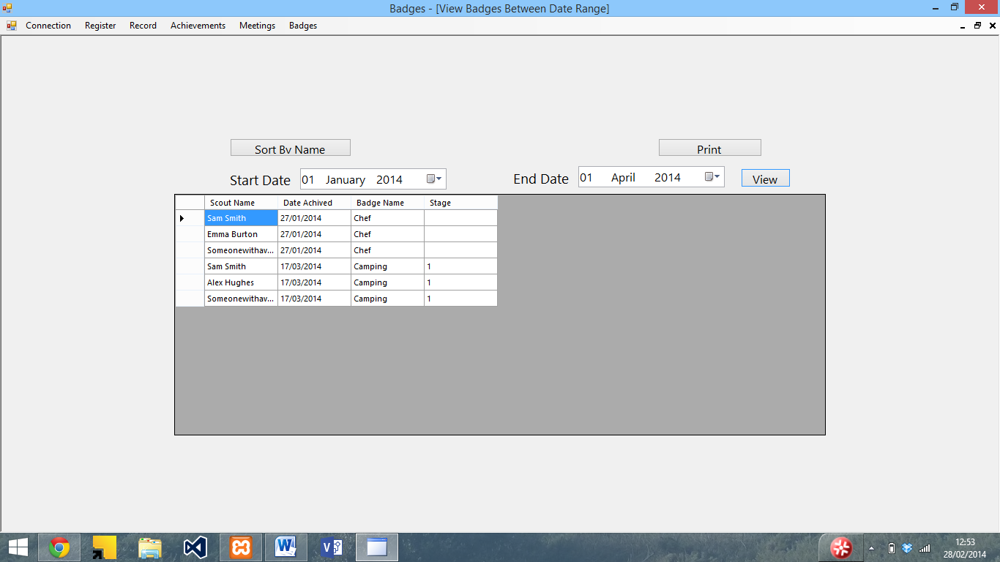 Badges - [View Badges Between Date Range]
Connection Register Record Achievements Meetings Badges
Sort By Name Print
Start Date 01 January 2014 End Date 01 April 2014 View
Scout Name Date Achived Badge Name Stage
Sam Smith 27/01/2014 Chef
Emma Burton 27/01/2014 Chef
Someonewithav... 27/01/2014 Chef
Sam Smith 17/03/2014 Camping 1
Alex Hughes 17/03/2014 Camping 1
Someonewithav... 17/03/2014 Camping 1
12:53
28/02/2014